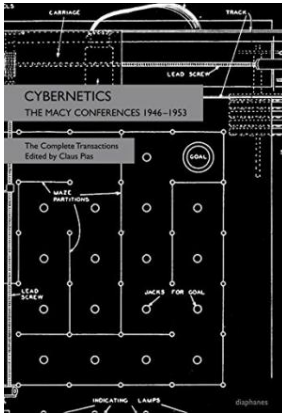 CARRIAGE
TRACK
LEAD SCREW
CYBERNETICS
THE MACY CONFERENCES 1946–1953
The Complete Transactions
Edited by Claus Pias
GOAL
MAZE
PARTITIONS
LEAD
SCREW
JACKS FOR GOAL
diaphanes
INDICATING LAMPS